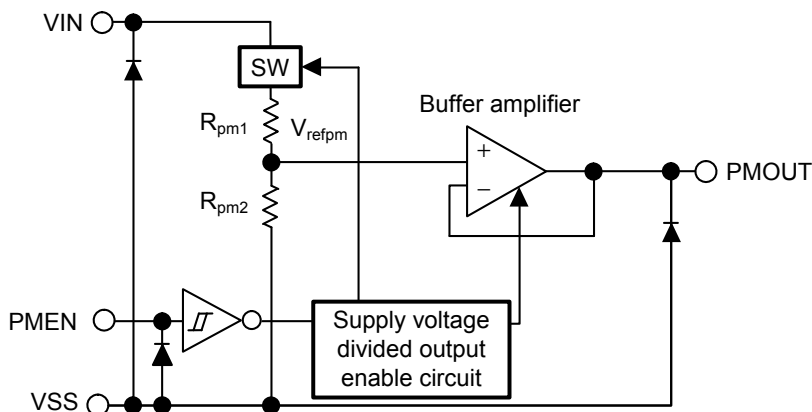 VIN
SW
Buffer amplifier
Rpm1
Vrefpm
+
−
PMOUT
Rpm2
PMEN
Supply voltage
divided output
enable circuit
VSS